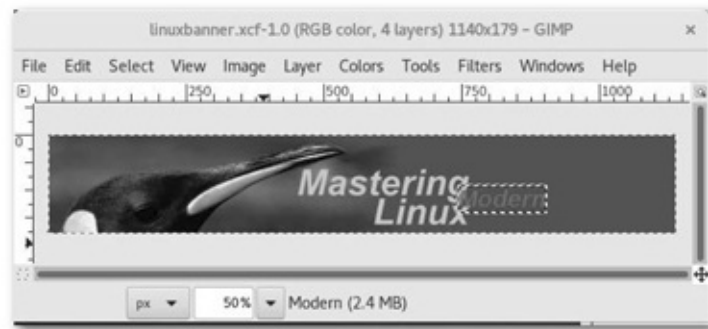 linuxbanner.xcf-1.0 (RGB color, 4 layers) 1140x179 – GIMP ×
File Edit Select View Image Layer Colors Tools Filters Windows Help
0 250 500 750 1000
0
Mastering
Modern
Linux
px 50% Modern (2.4 MB)